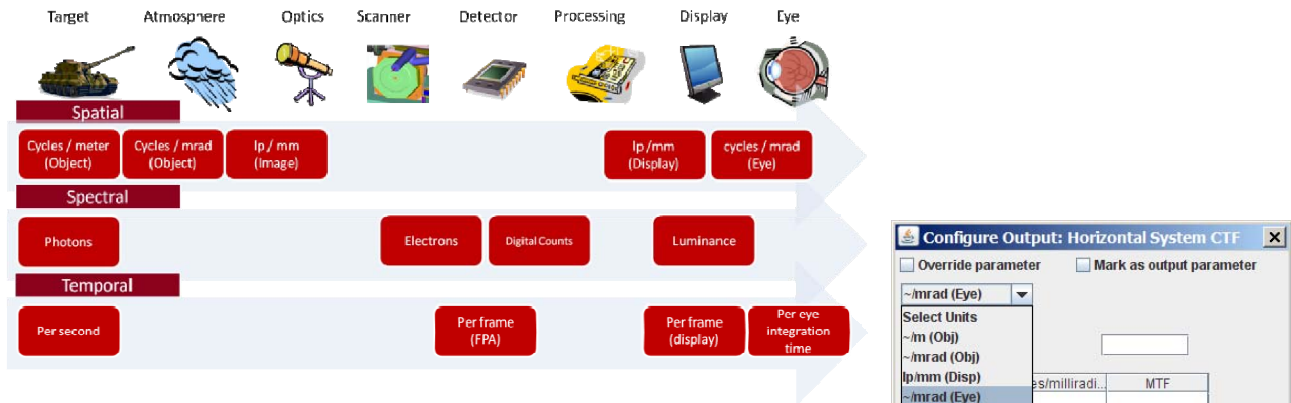 Target Atmosphere Optics Scanner Detector Processing Display Eye
Spatial
Cycles / meter
(Object)
Cycles / mrad
(Object)
lp / mm
(Image)
lp/mm
(Display)
cycles / mrad
(Eye)
Spectral
Photons
Electrons
Digital Counts
Luminance
Temporal
Per second
Per frame
(FPA)
Per frame
(display)
Per eye
integration
time
Configure Output: Horizontal System CTF
Override parameter
Mark as output parameter
~/mrad (Eye)
Select Units
~/m (Obj)
~/mrad (Obj)
lp/mm (Disp)
~/mrad (Eye)
es/milliradi...
MTF